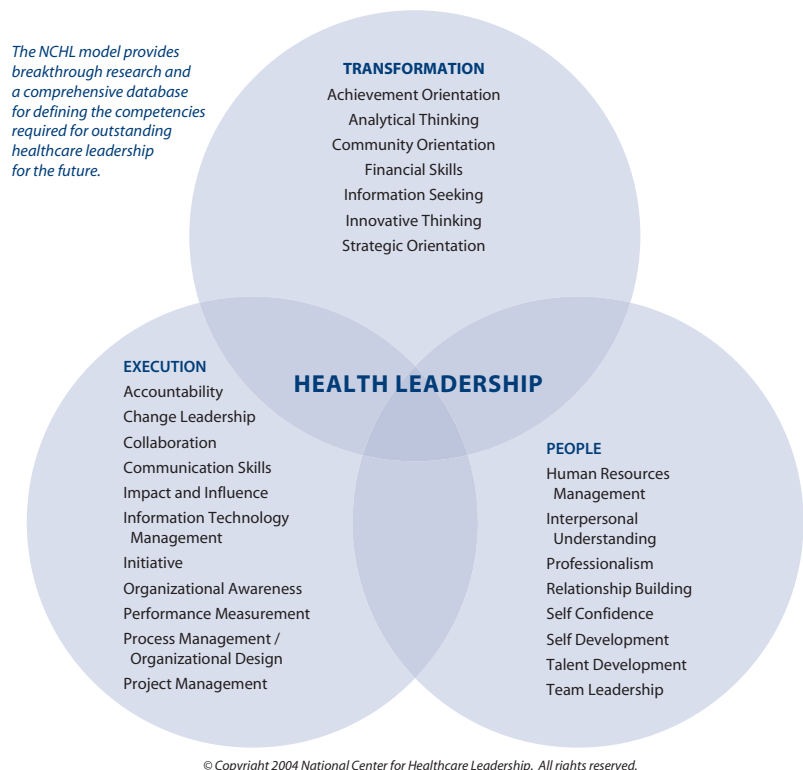 The NCHL model provides
breakthrough research and
a comprehensive database
for defining the competencies
required for outstanding
healthcare leadership
for the future.
TRANSFORMATION
Achievement Orientation
Analytical Thinking
Community Orientation
Financial Skills
Information Seeking
Innovative Thinking
Strategic Orientation
HEALTH LEADERSHIP
EXECUTION
Accountability
Change Leadership
Collaboration
Communication Skills
Impact and Influence
Information Technology
Management
Initiative
Organizational Awareness
Performance Measurement
Process Management /
Organizational Design
Project Management
PEOPLE
Human Resources
Management
Interpersonal
Understanding
Professionalism
Relationship Building
Self Confidence
Self Development
Talent Development
Team Leadership
© Copyright 2004 National Center for Healthcare Leadership. All rights reserved.